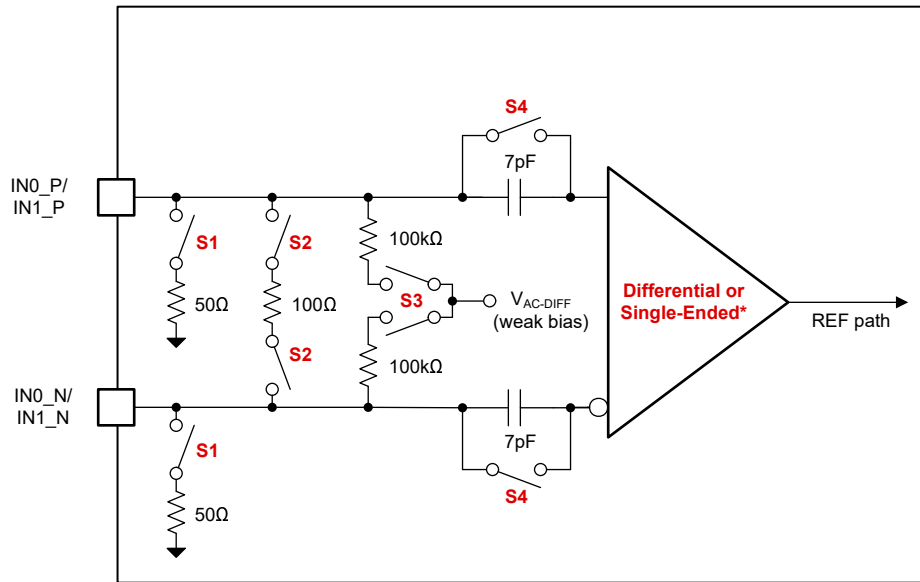 S4
7pF
IN0_P/
IN1_P
S1
S2
100kΩ
50Ω
100Ω
S3
V_AC-DIFF
(weak bias)
Differential or
Single-Ended*
REF path
S2
100kΩ
IN0_N/
IN1_N
S1
7pF
S4
50Ω